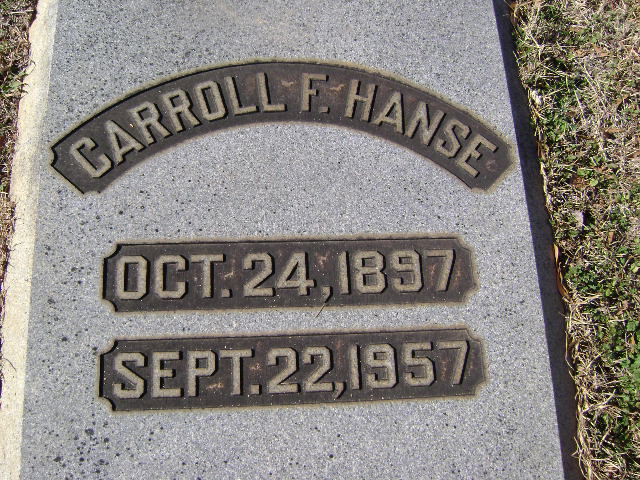 CARROLL F. HANSE
OCT. 24, 1897
SEPT. 22, 1957